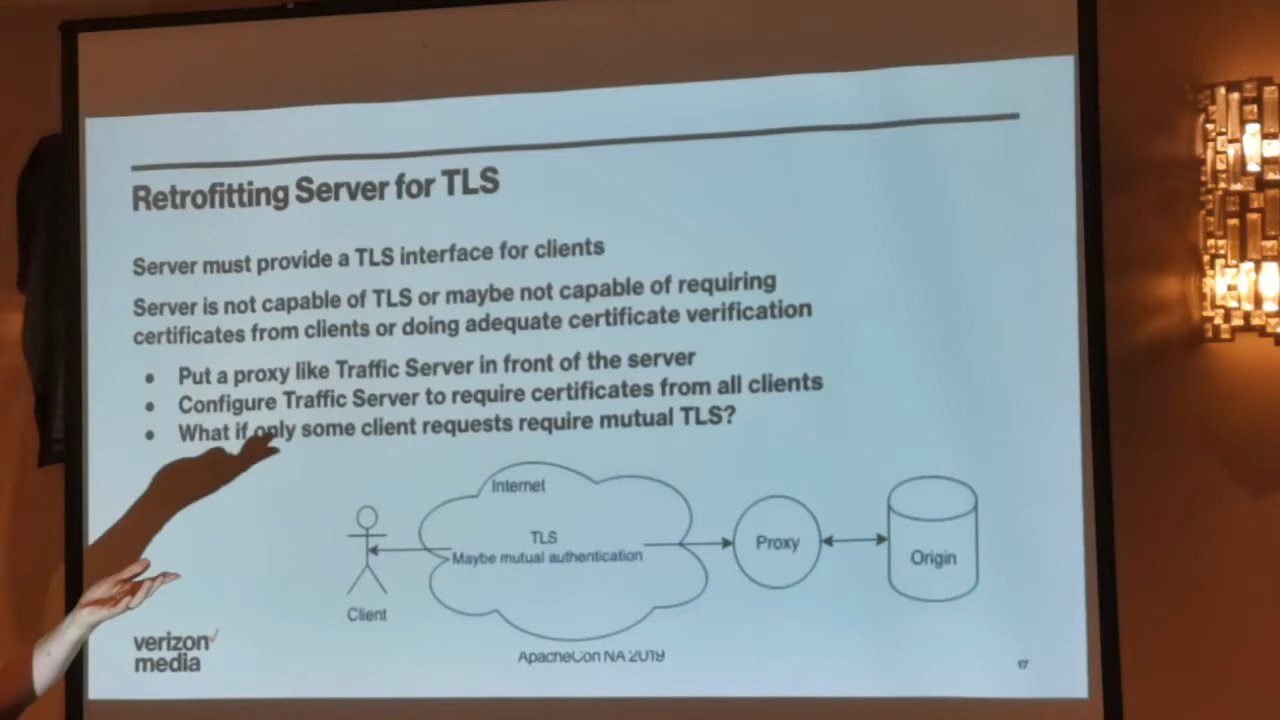 Retrofitting Server for TLS
Server must provide a TLS interface for clients
Server is not capable of TLS or maybe not capable of requiring
certificates from clients or doing adequate certificate verification
• Put a proxy like Traffic Server in front of the server
• Configure Traffic Server to require certificates from all clients
• What if only some client requests require mutual TLS?
Internet
TLS
Maybe mutual authentication
Proxy
Origin
Client
verizon✓
media
ApacheCon NA 2019
17